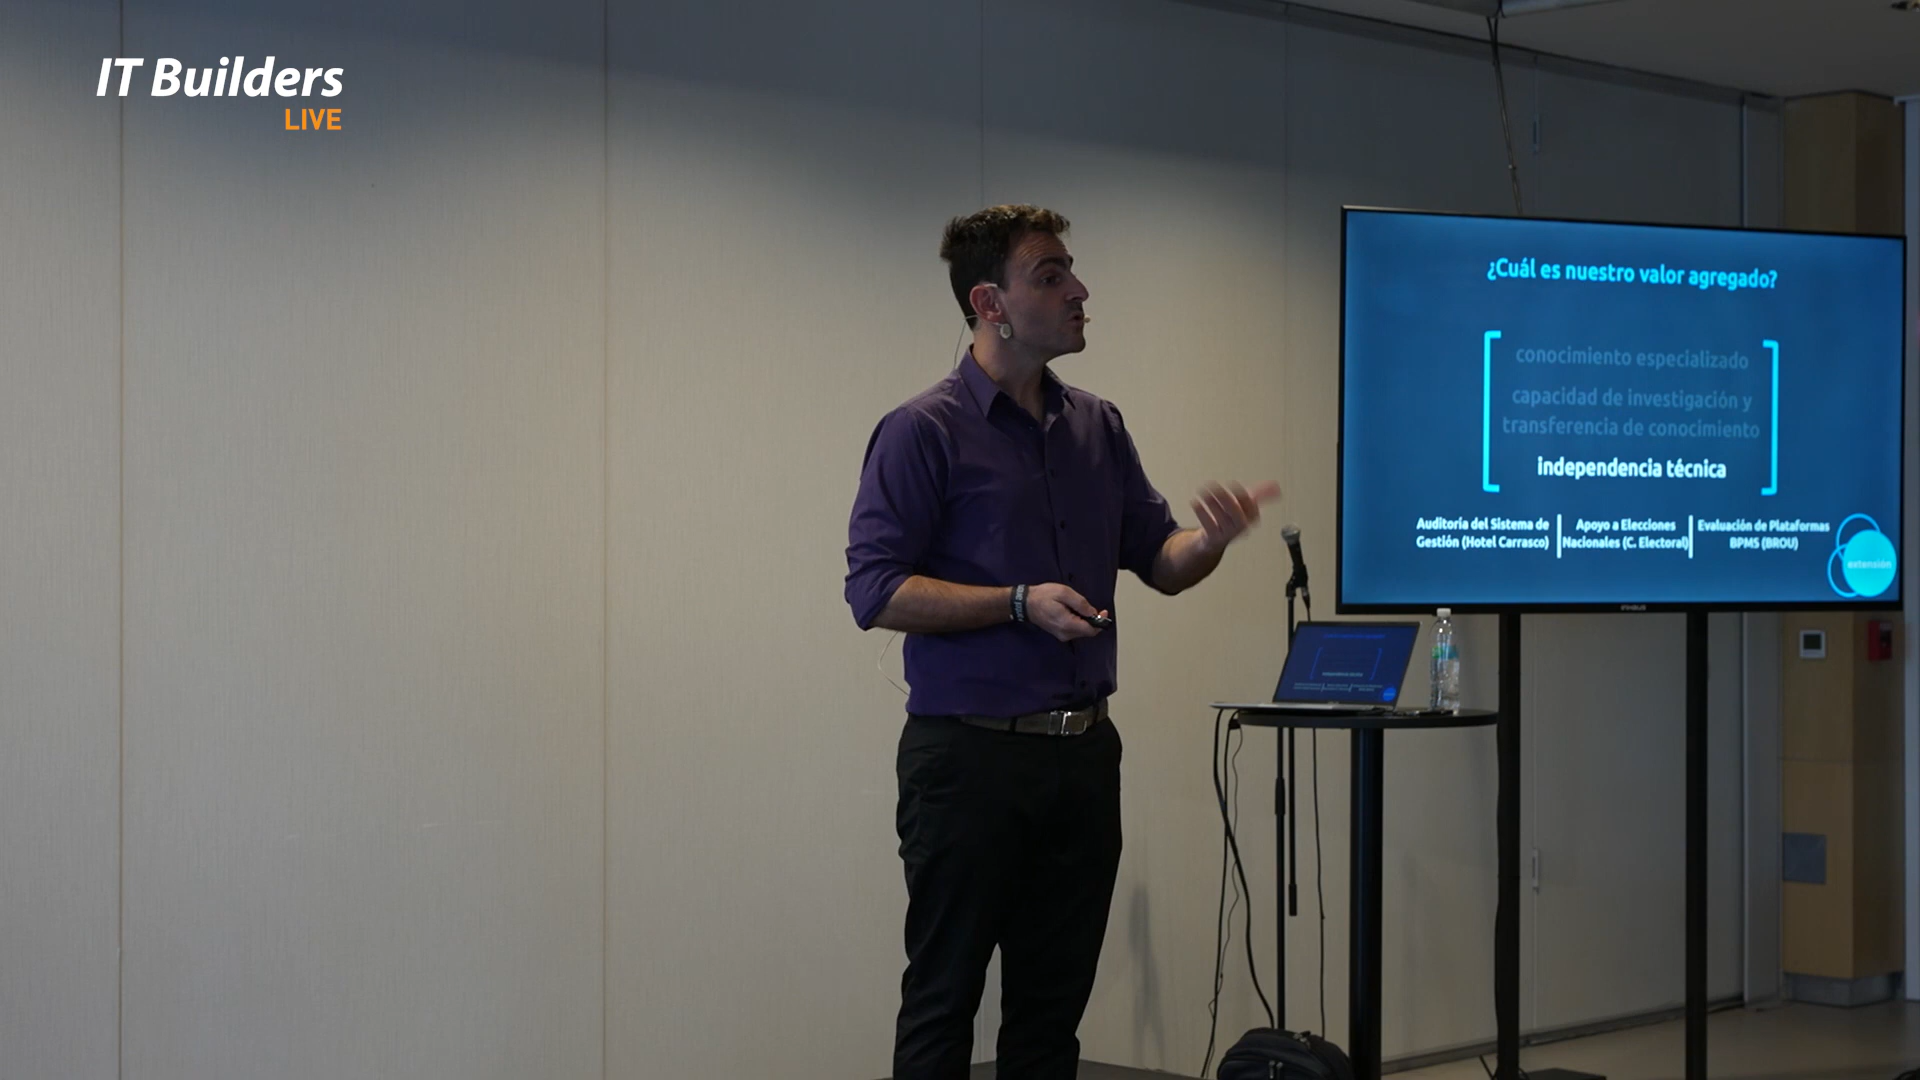 IT Builders
LIVE
¿Cuál es nuestro valor agregado?
conocimiento especializado
capacidad de investigación y
transferencia de conocimiento
independencia técnica
Auditoría del Sistema de
Gestión (Hotel Carrasco)
Apoyo a Elecciones
Nacionales (C. Electoral)
Evaluación de Plataformas
BPMS (BROU)
extensión